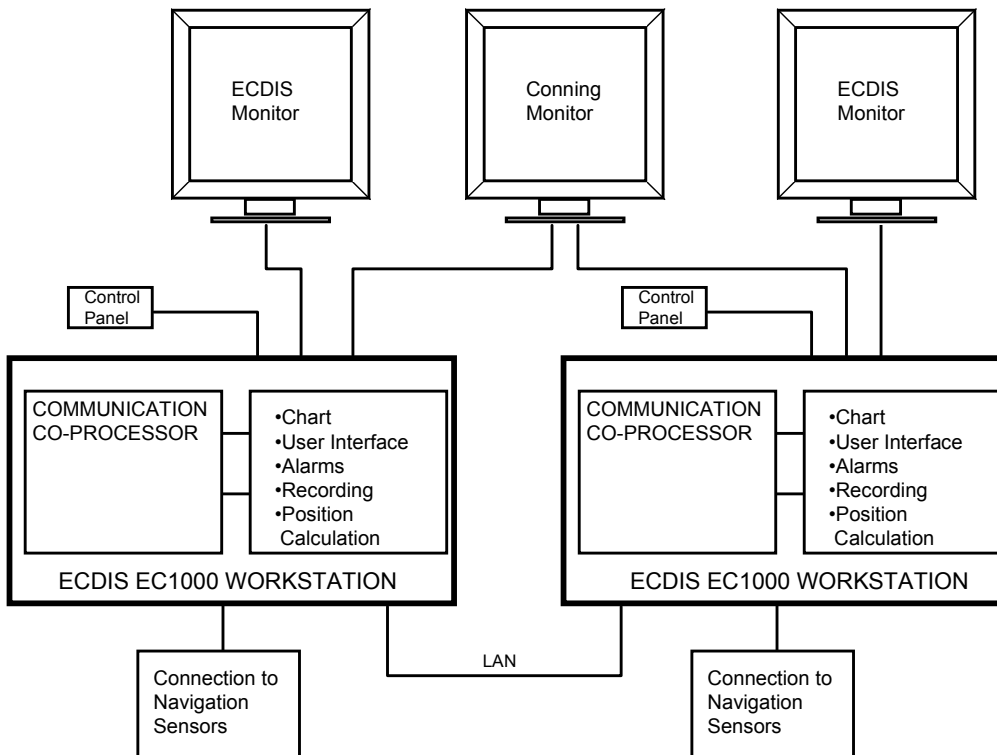 ECDIS
Monitor
Conning
Monitor
ECDIS
Monitor
Control
Panel
Control
Panel
COMMUNICATION
CO-PROCESSOR
•Chart
•User Interface
•Alarms
•Recording
•Position
Calculation
ECDIS EC1000 WORKSTATION
COMMUNICATION
CO-PROCESSOR
•Chart
•User Interface
•Alarms
•Recording
•Position
Calculation
ECDIS EC1000 WORKSTATION
LAN
Connection to
Navigation
Sensors
Connection to
Navigation
Sensors